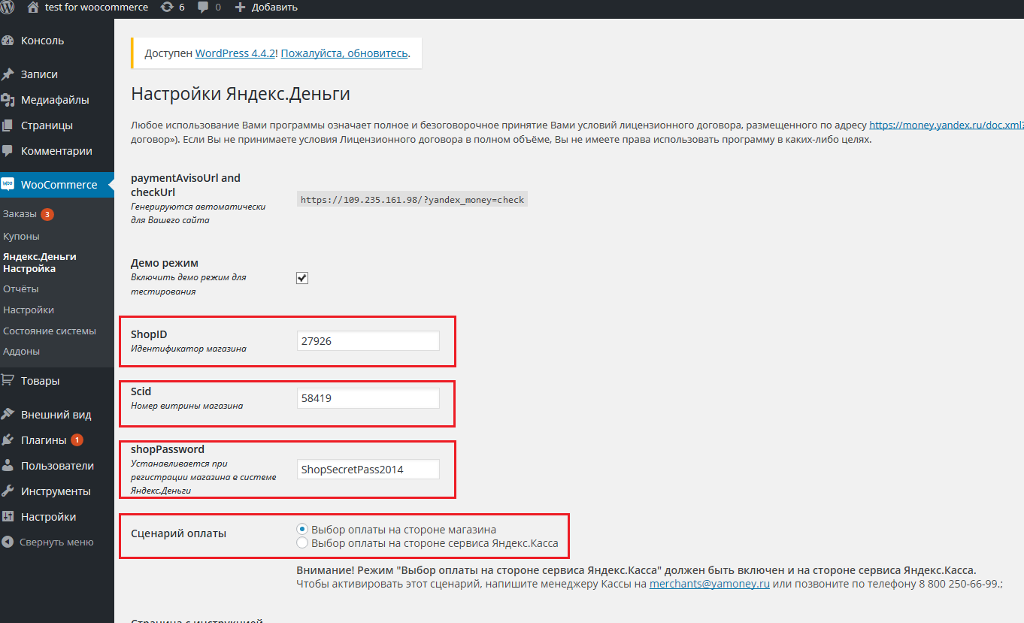 test for woocommerce 6 0 Добавить
Консоль
Записи
Медиафайлы
Страницы
Комментарии
WooCommerce
Заказы 3
Купоны
Яндекс.Деньги
Настройка
Отчёты
Настройки
Состояние системы
Аддоны
Товары
Внешний вид
Плагины 1
Пользователи
Инструменты
Настройки
Свернуть меню
Доступен WordPress 4.4.2! Пожалуйста, обновитесь.
Настройки Яндекс.Деньги
Любое использование Вами программы означает полное и безоговорочное принятие Вами условий лицензионного договора, размещенного по адресу https://money.yandex.ru/doc.xml?
договор»). Если Вы не принимаете условия Лицензионного договора в полном объёме, Вы не имеете права использовать программу в каких-либо целях.
paymentAvisoUrl and
checkUrl
Генерируются автоматически
для Вашего сайта
https://109.235.161.98/?yandex_money=check
Демо режим
Включить демо режим для
тестирования
ShopID
Идентификатор магазина
27926
Scid
Номер витрины магазина
58419
shopPassword
Устанавливается при
регистрации магазина в системе
Яндекс.Деньги
ShopSecretPass2014
Сценарий оплаты
Выбор оплаты на стороне магазина
Выбор оплаты на стороне сервиса Яндекс.Касса
Внимание! Режим "Выбор оплаты на стороне сервиса Яндекс.Касса" должен быть включен и на стороне сервиса Яндекс.Касса.
Чтобы активировать этот сценарий, напишите менеджеру Кассы на merchants@yamoney.ru или позвоните по телефону 8 800 250-66-99.;
Страница с инструкцией